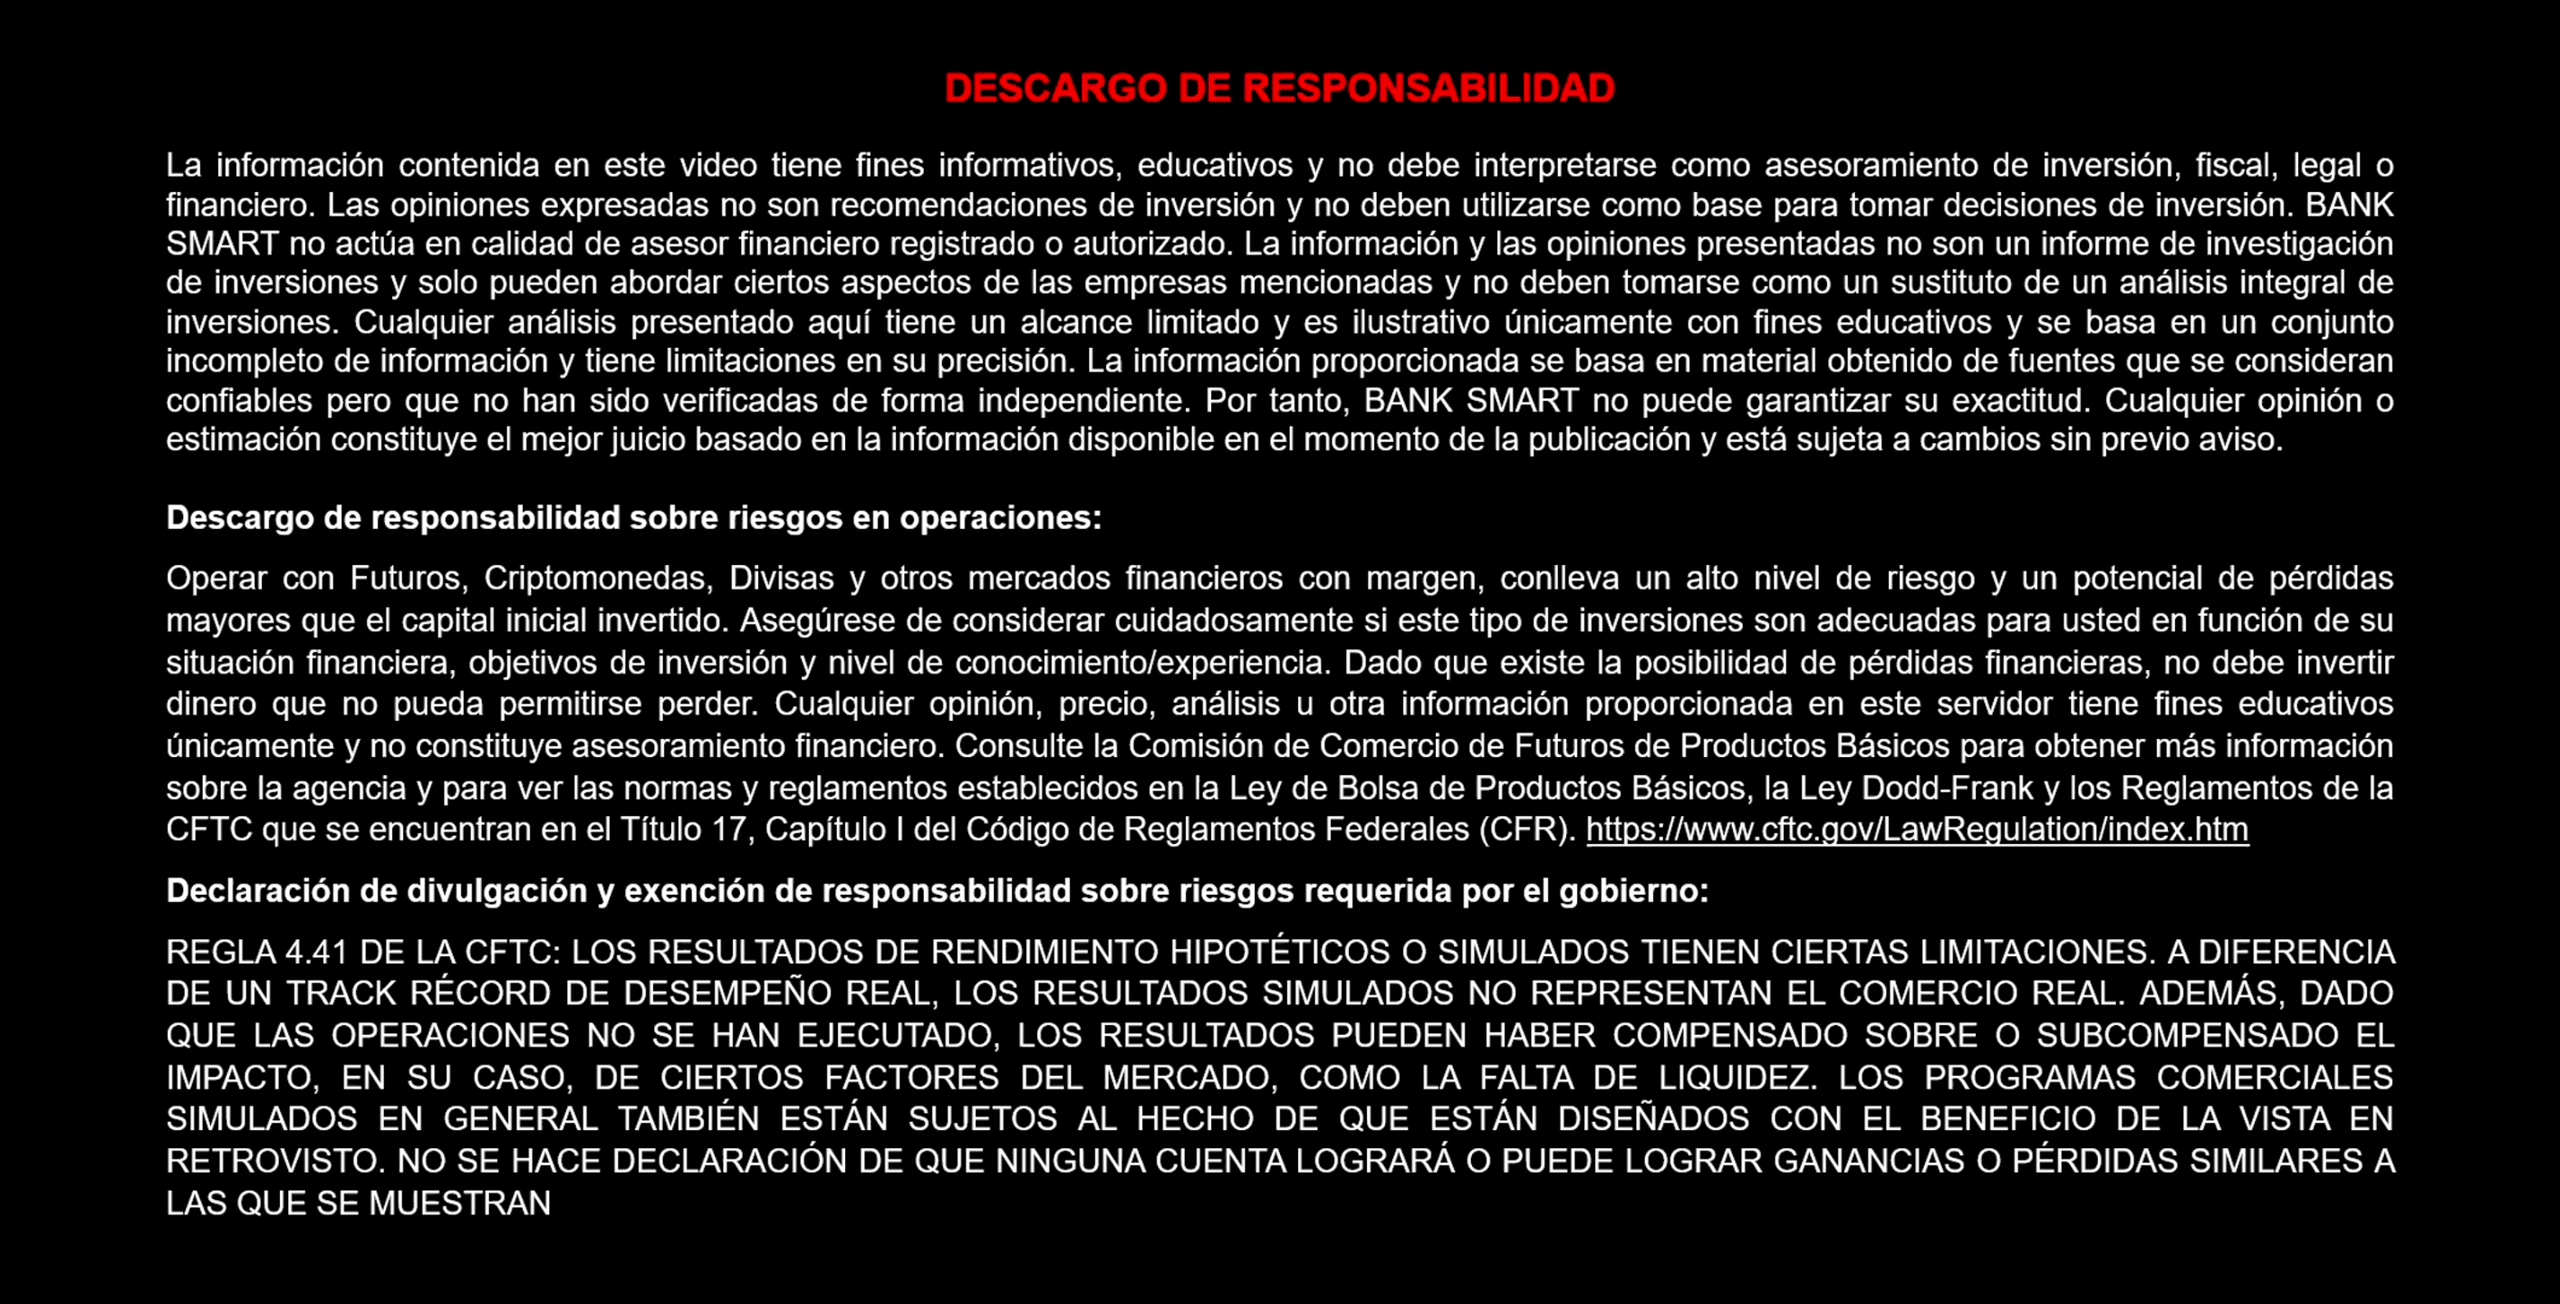 DESCARGO DE RESPONSABILIDAD
La información contenida en este video tiene fines informativos, educativos y no debe interpretarse como asesoramiento de inversión, fiscal, legal o
financiero. Las opiniones expresadas no son recomendaciones de inversión y no deben utilizarse como base para tomar decisiones de inversión. BANK
SMART no actúa en calidad de asesor financiero registrado o autorizado. La información y las opiniones presentadas no son un informe de investigación
de inversiones y solo pueden abordar ciertos aspectos de las empresas mencionadas y no deben tomarse como un sustituto de un análisis integral de
inversiones. Cualquier análisis presentado aquí tiene un alcance limitado y es ilustrativo únicamente con fines educativos y se basa en un conjunto
incompleto de información y tiene limitaciones en su precisión. La información proporcionada se basa en material obtenido de fuentes que se consideran
confiables pero que no han sido verificadas de forma independiente. Por tanto, BANK SMART no puede garantizar su exactitud. Cualquier opinión o
estimación constituye el mejor juicio basado en la información disponible en el momento de la publicación y está sujeta a cambios sin previo aviso.
Descargo de responsabilidad sobre riesgos en operaciones:
Operar con Futuros, Criptomonedas, Divisas y otros mercados financieros con margen, conlleva un alto nivel de riesgo y un potencial de pérdidas
mayores que el capital inicial invertido. Asegúrese de considerar cuidadosamente si este tipo de inversiones son adecuadas para usted en función de su
situación financiera, objetivos de inversión y nivel de conocimiento/experiencia. Dado que existe la posibilidad de pérdidas financieras, no debe invertir
dinero que no pueda permitirse perder. Cualquier opinión, precio, análisis u otra información proporcionada en este servidor tiene fines educativos
únicamente y no constituye asesoramiento financiero. Consulte la Comisión de Comercio de Futuros de Productos Básicos para obtener más información
sobre la agencia y para ver las normas y reglamentos establecidos en la Ley de Bolsa de Productos Básicos, la Ley Dodd-Frank y los Reglamentos de la
CFTC que se encuentran en el Título 17, Capítulo I del Código de Reglamentos Federales (CFR). https://www.cftc.gov/LawRegulation/index.htm
Declaración de divulgación y exención de responsabilidad sobre riesgos requerida por el gobierno:
REGLA 4.41 DE LA CFTC: LOS RESULTADOS DE RENDIMIENTO HIPOTÉTICOS O SIMULADOS TIENEN CIERTAS LIMITACIONES. A DIFERENCIA
DE UN TRACK RÉCORD DE DESEMPEÑO REAL, LOS RESULTADOS SIMULADOS NO REPRESENTAN EL COMERCIO REAL. ADEMÁS, DADO
QUE LAS OPERACIONES NO SE HAN EJECUTADO, LOS RESULTADOS PUEDEN HABER COMPENSADO SOBRE O SUBCOMPENSADO EL
IMPACTO, EN SU CASO, DE CIERTOS FACTORES DEL MERCADO, COMO LA FALTA DE LIQUIDEZ. LOS PROGRAMAS COMERCIALES
SIMULADOS EN GENERAL TAMBIÉN ESTÁN SUJETOS AL HECHO DE QUE ESTÁN DISEÑADOS CON EL BENEFICIO DE LA VISTA EN
RETROVISTO. NO SE HACE DECLARACIÓN DE QUE NINGUNA CUENTA LOGRARÁ O PUEDE LOGRAR GANANCIAS O PÉRDIDAS SIMILARES A
LAS QUE SE MUESTRAN